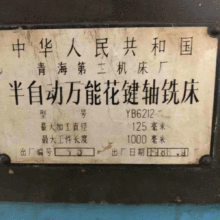 中华人民共和国
青海第二机床厂
半自动万能花键轴铣床
型号 YB6212
最大加工直径 125 毫米
最大工件长度 1000 毫米
出厂编号 出厂日期